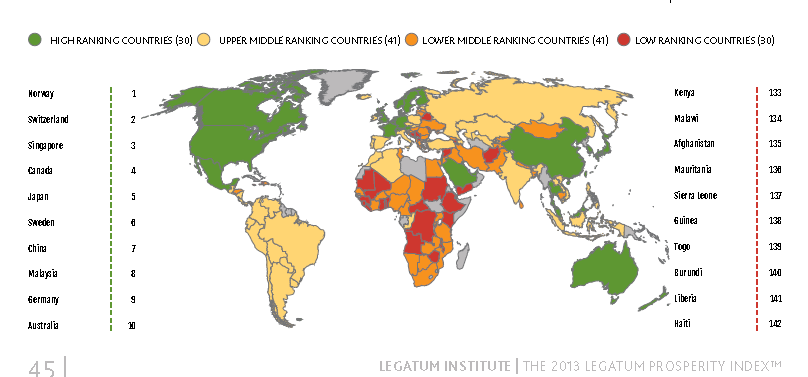 HIGH RANKING COUNTRIES (30) UPPER MIDDLE RANKING COUNTRIES (41) LOWER MIDDLE RANKING COUNTRIES (41) LOW RANKING COUNTRIES (30)
Norway 1
Switzerland 2
Singapore 3
Canada 4
Japan 5
Sweden 6
China 7
Malaysia 8
Germany 9
Australia 10
Kenya 133
Malawi 134
Afghanistan 135
Mauritania 136
Sierra Leone 137
Guinea 138
Togo 139
Burundi 140
Liberia 141
Haiti 142
45 | LEGATUM INSTITUTE | THE 2013 LEGATUM PROSPERITY INDEX™